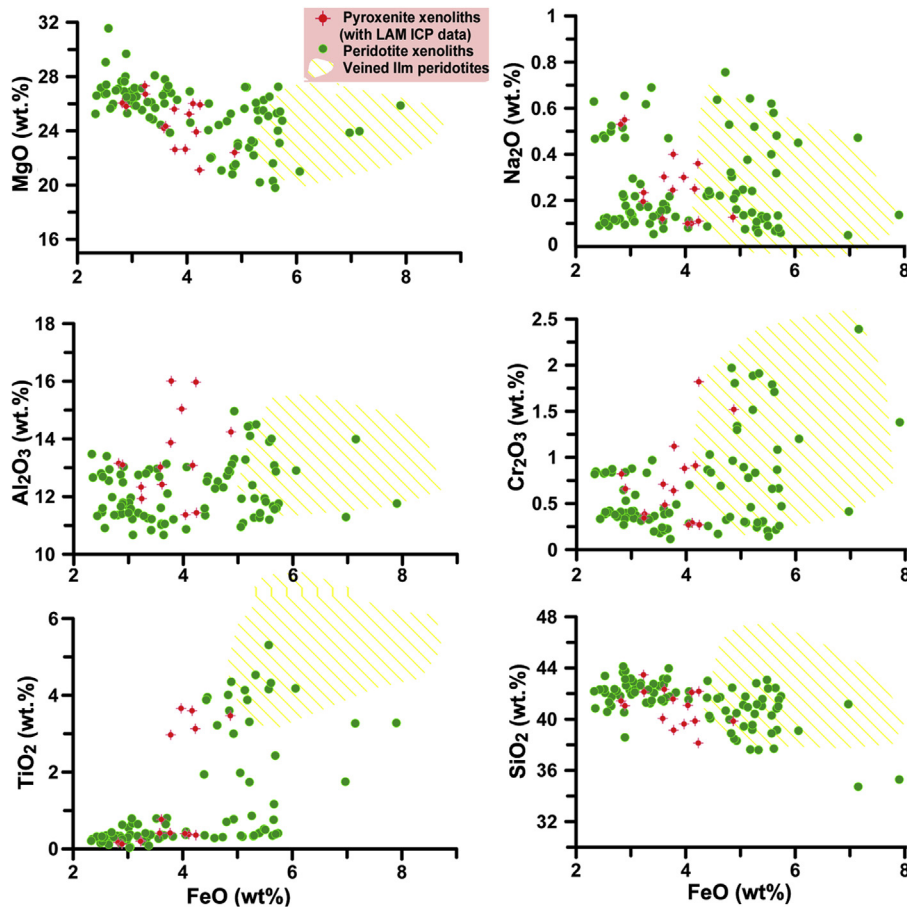 Pyroxenite xenoliths
(with LAM ICP data)
Peridotite xenoliths
Veined Ilm peridotites
MgO (wt.%)
32
28
24
20
16
2 4 6 8
Na2O (wt.%)
1
0.8
0.6
0.4
0.2
0
2 4 6 8
Al2O3 (wt.%)
18
16
14
12
10
2 4 6 8
Cr2O3 (wt.%)
2.5
2
1.5
1
0.5
0
2 4 6 8
TiO2 (wt.%)
6
4
2
0
2 4 6 8
FeO (wt%)
SiO2 (wt.%)
48
44
40
36
32
2 4 6 8
FeO (wt%)